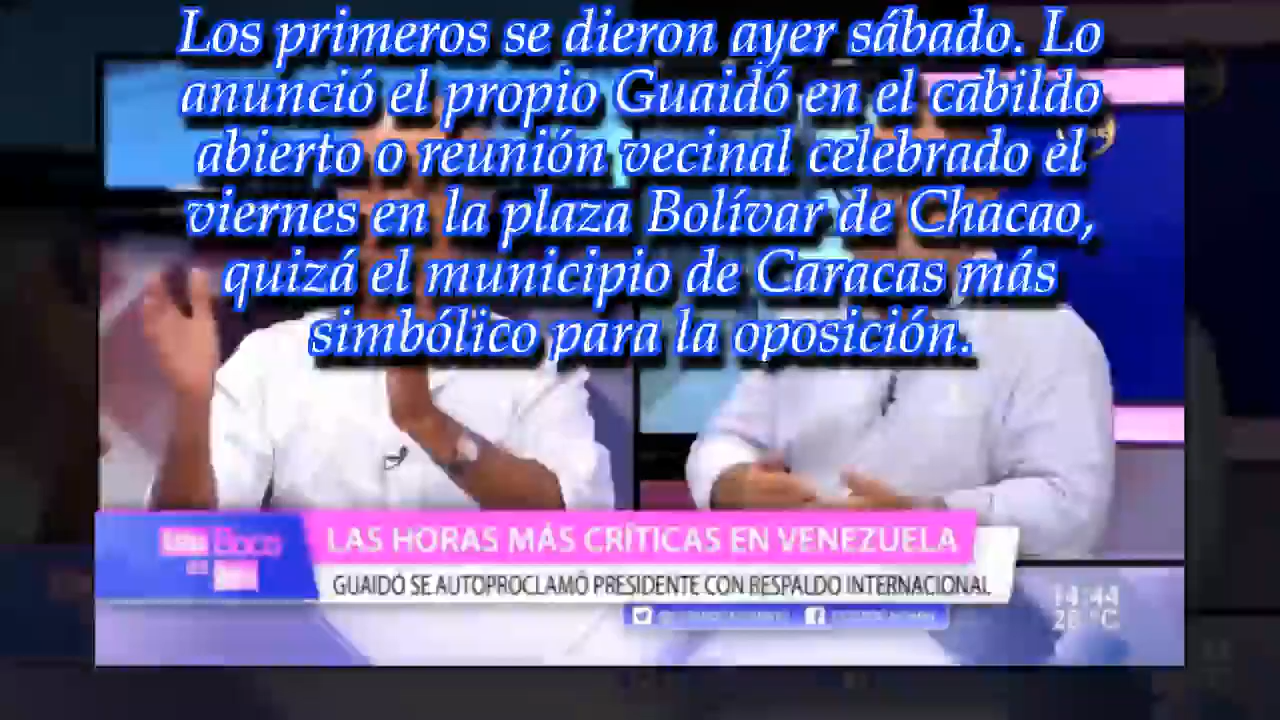 Los primeros se dieron ayer sábado. Lo
anunció el propio Guaidó en el cabildo
abierto o reunión vecinal celebrado el
viernes en la plaza Bolívar de Chacao,
quizá el municipio de Caracas más
simbólico para la oposición.
LAS HORAS MÁS CRÍTICAS EN VENEZUELA
GUAIDÓ SE AUTOPROCLAMÓ PRESIDENTE CON RESPALDO INTERNACIONAL
14:44